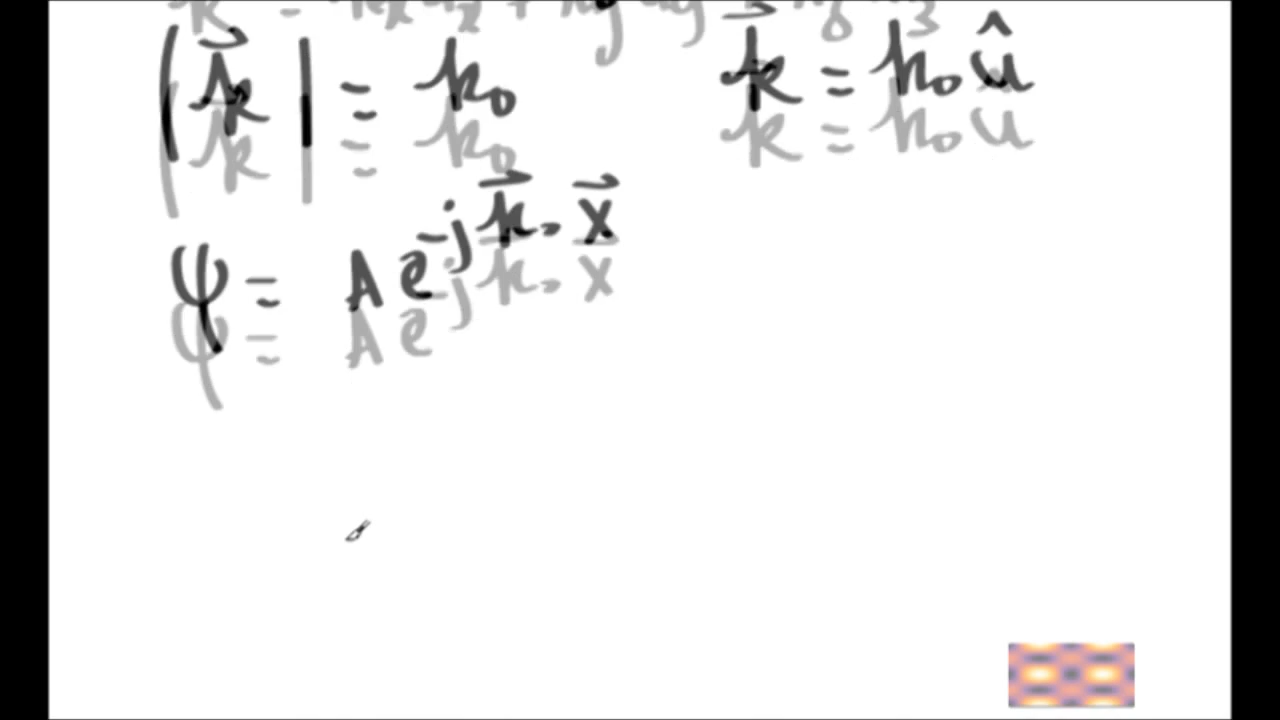 |k⃗| = k₀    k⃗ = k₀ û
ψ = A e^{-j k⃗ · x⃗}